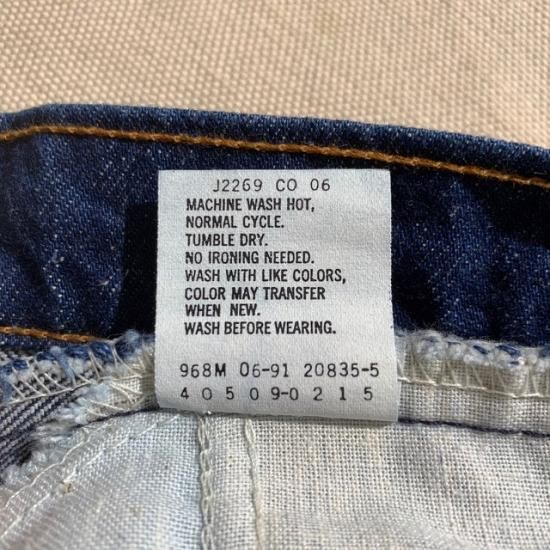 J2269 CO 06
MACHINE WASH HOT,
NORMAL CYCLE.
TUMBLE DRY.
NO IRONING NEEDED.
WASH WITH LIKE COLORS,
COLOR MAY TRANSFER
WHEN NEW.
WASH BEFORE WEARING.
968M 06-91 20835-5
4 0 5 0 9-0 2 1 5